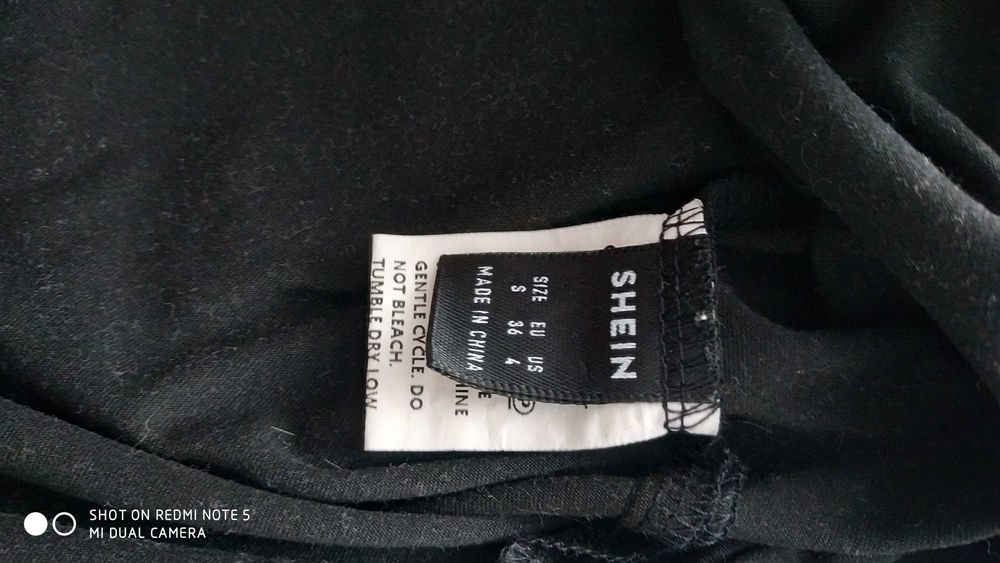 SHEIN
SIZE EU US
S 36 4
MADE IN CHINA
GENTLE CYCLE. DO
NOT BLEACH.
TUMBLE DRY LOW
SHOT ON REDMI NOTE 5
MI DUAL CAMERA